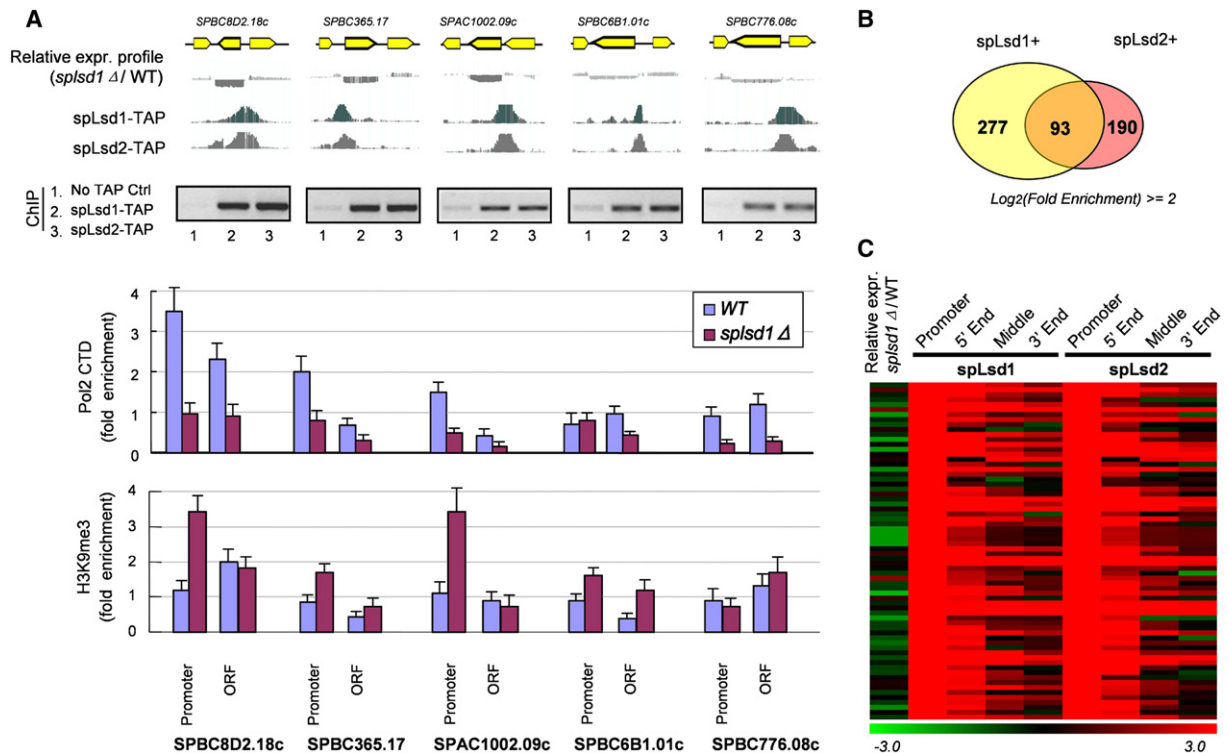 A
SPBC8D2.18c SPBC365.17 SPAC1002.09c SPBC6B1.01c SPBC776.08c
Relative expr. profile
(splsd1 Δ/ WT)
spLsd1-TAP
spLsd2-TAP
ChIP
1. No TAP Ctrl
2. spLsd1-TAP
3. spLsd2-TAP
1 2 3 1 2 3 1 2 3 1 2 3 1 2 3
Pol2 CTD
(fold enrichment)
4
3
2
1
0
WT
splsd1 Δ
H3K9me3
(fold enrichment)
4
3
2
1
0
Promoter ORF Promoter ORF Promoter ORF Promoter ORF Promoter ORF
SPBC8D2.18c SPBC365.17 SPAC1002.09c SPBC6B1.01c SPBC776.08c
B
spLsd1+ spLsd2+
277 93 190
Log2(Fold Enrichment) >= 2
C
Relative expr.
splsd1 Δ/WT
Promoter 5' End Middle 3' End Promoter 5' End Middle 3' End
spLsd1 spLsd2
-3.0 3.0